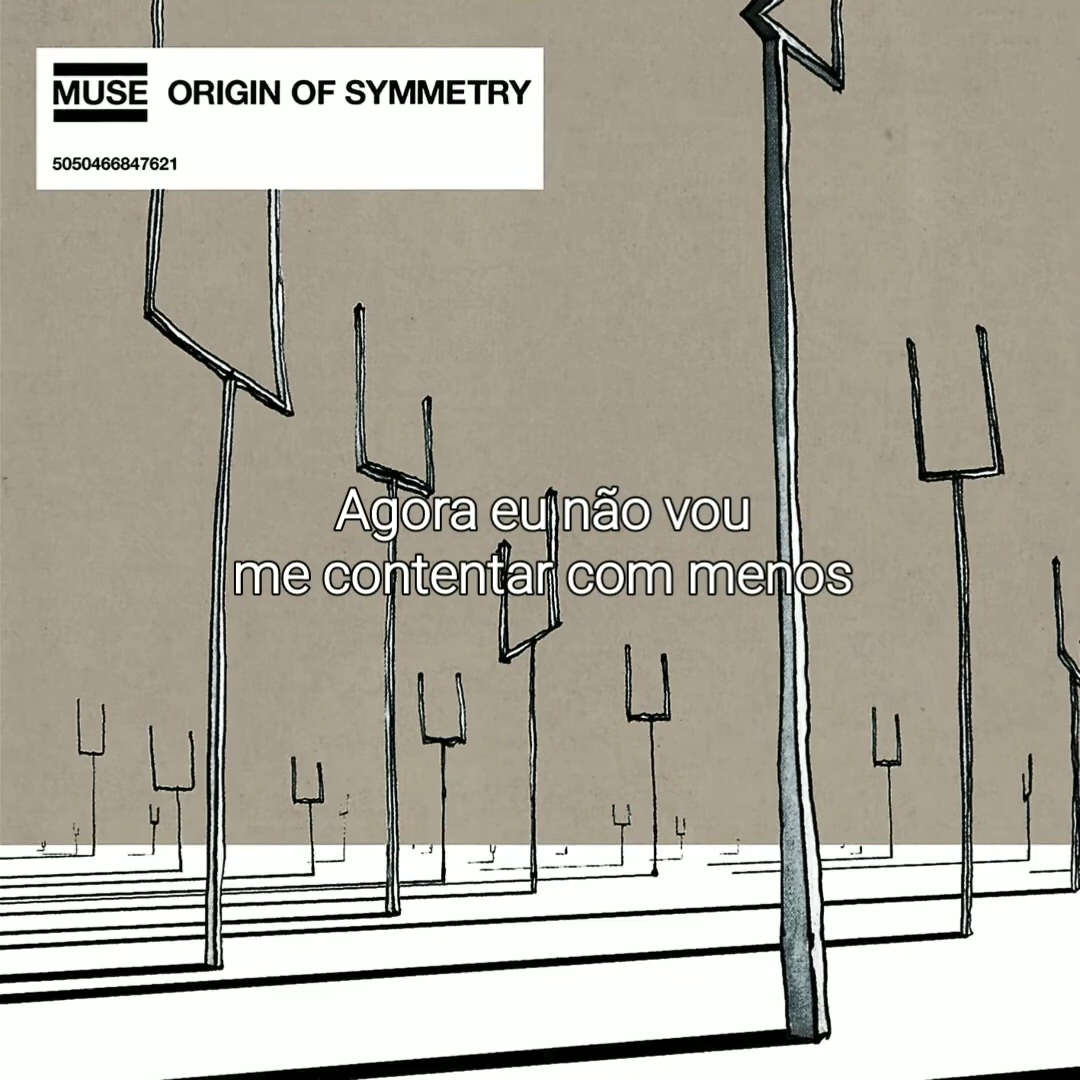 MUSE ORIGIN OF SYMMETRY
5050466847621
Agora eu não vou
me contentar com menos